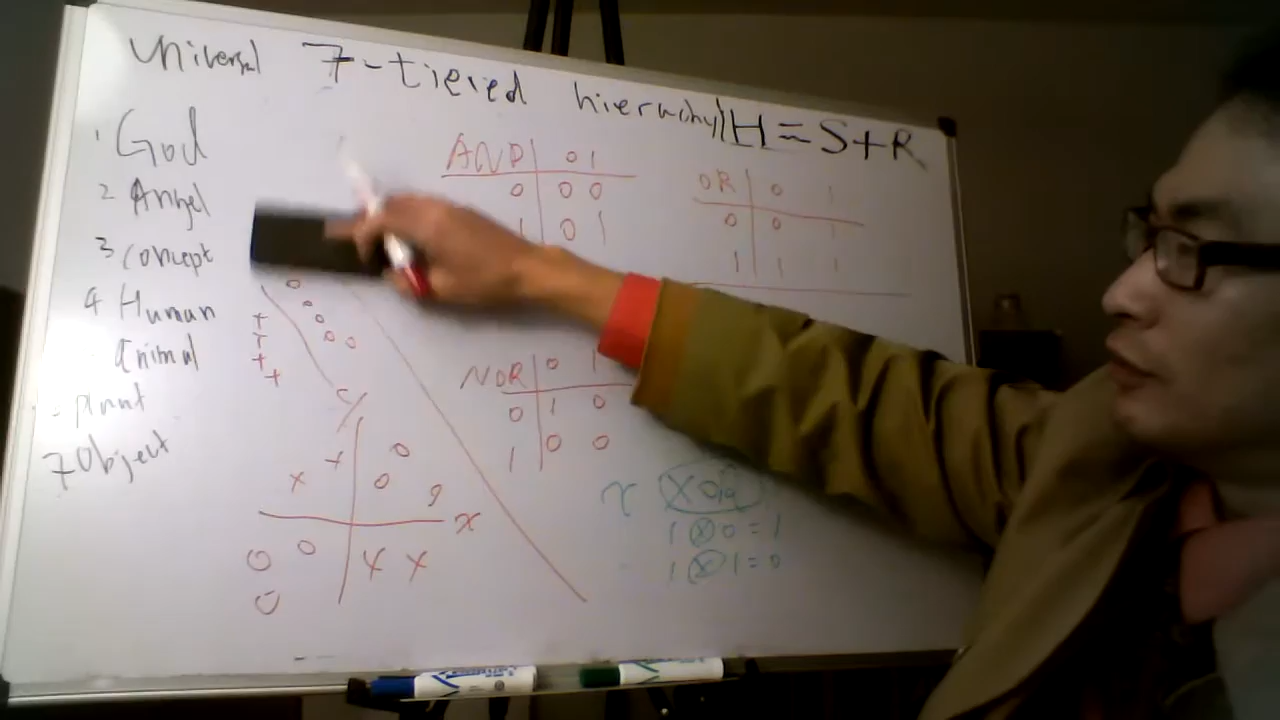 Universal 7-tiered hierarchy H = S+R
1 God
2 Angel
3 Concept
4 Human
Animal
- plant
7 Object
AND 0 1
0 0 0
1 0 1
OR 0 1
0 0 1
1 1 1
NOR 0 1
0 1 0
1 0 0
x
XOR
1 ⊗ 0 = 1
1 ⊗ 1 = 0